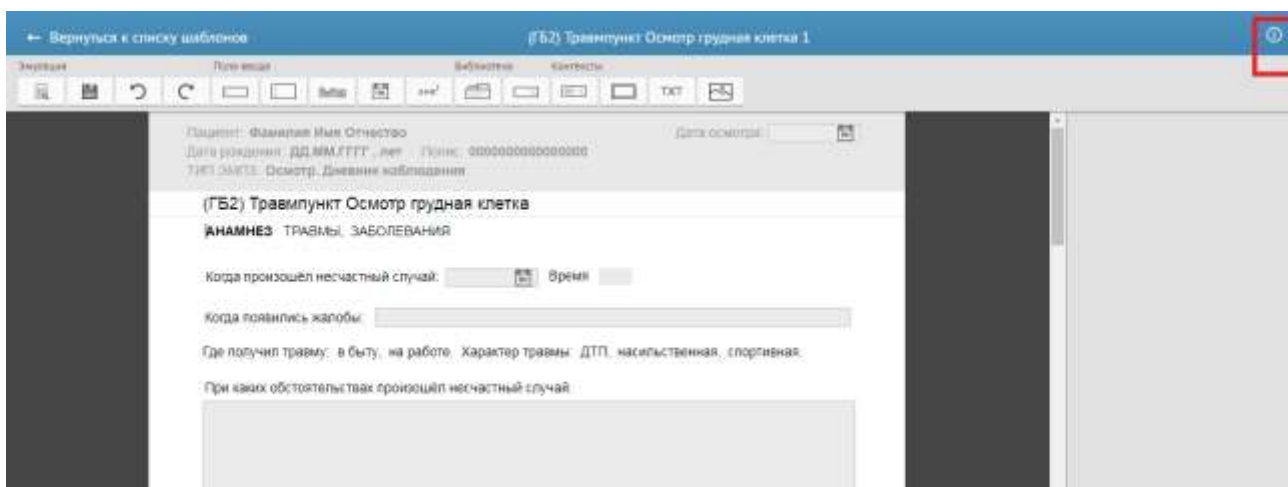 ← Вернуться к списку шаблонов
(ГБ2) Травмпункт Осмотр грудная клетка 1
Эмуляция
Поля ввода
Библиотека
Контексты
TXT
Пациент: Фамилия Имя Отчество
Дата осмотра:
Дата рождения: ДД.ММ.ГГГГ , лет Полис: 0000000000000000
ТИП ЭМИТЕ: Осмотр, Дневник наблюдения
(ГБ2) Травмпункт Осмотр грудная клетка
АНАМНЕЗ ТРАВМЫ, ЗАБОЛЕВАНИЯ
Когда произошёл несчастный случай:
Время
Когда появились жалобы:
Где получил травму: в быту, на работе. Характер травмы: ДТП, насильственная, спортивная.
При каких обстоятельствах произошёл несчастный случай